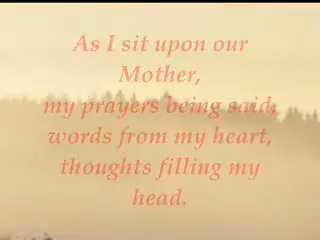 As I sit upon our
Mother,
my prayers being said,
words from my heart,
thoughts filling my
head.